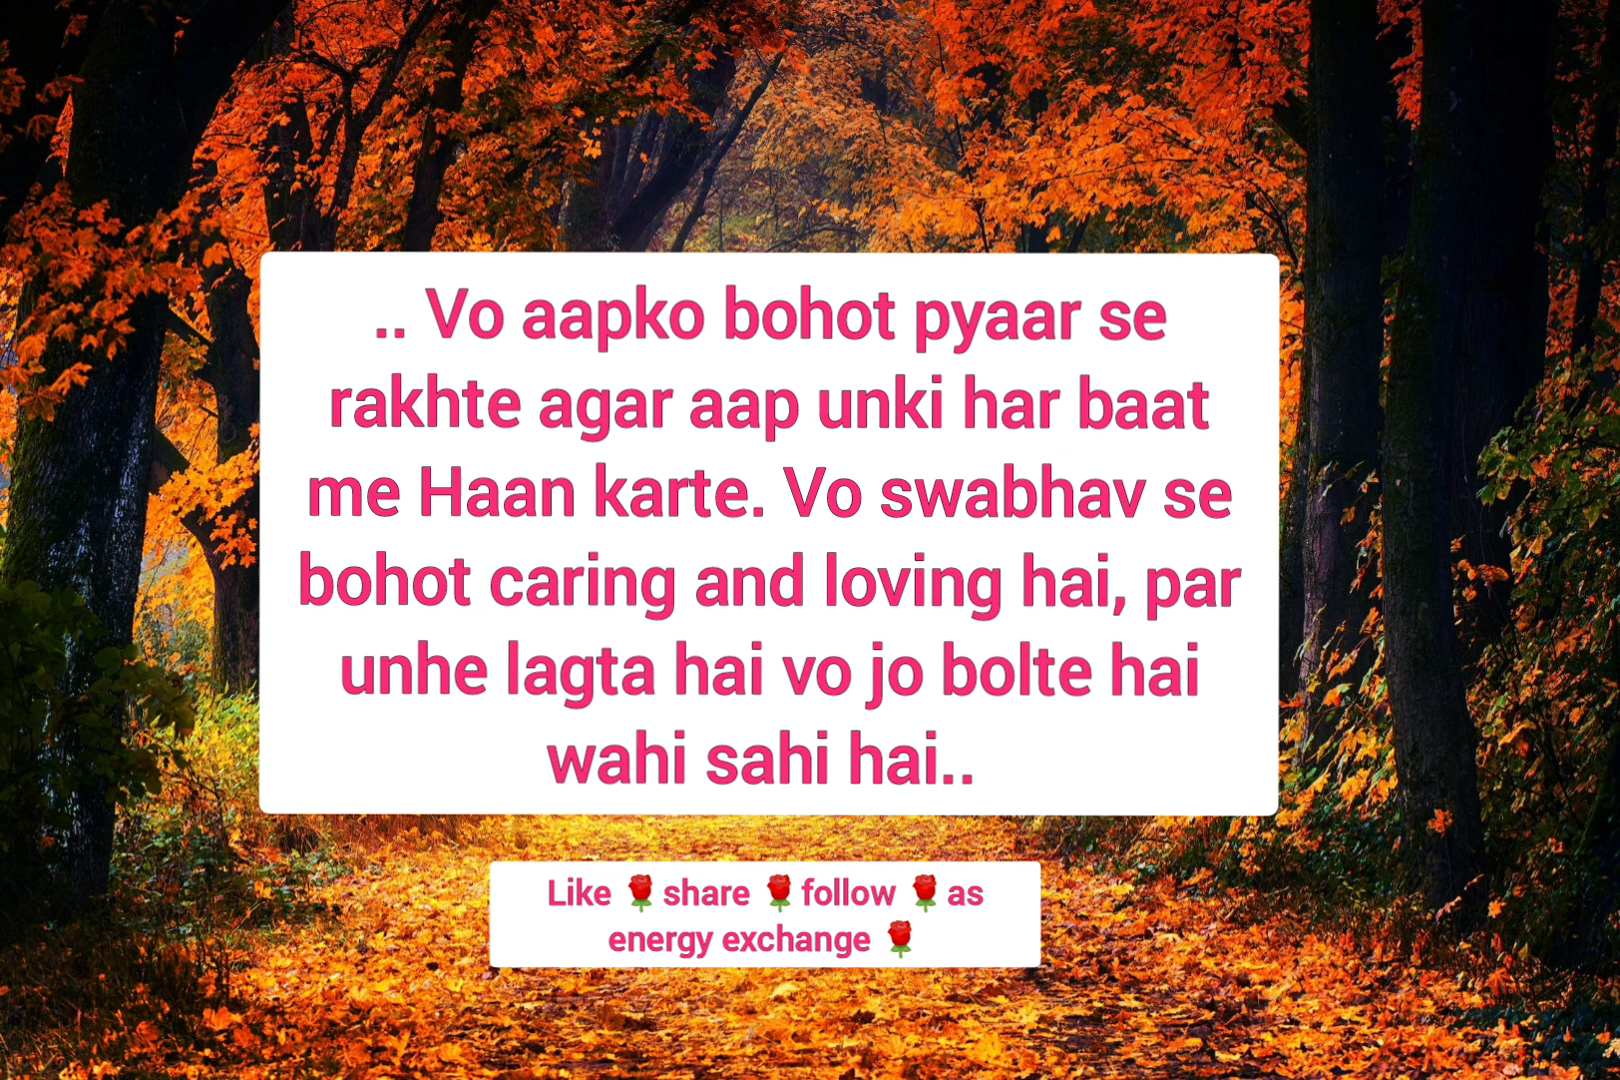 .. Vo aapko bohot pyaar se
rakhte agar aap unki har baat
me Haan karte. Vo swabhav se
bohot caring and loving hai, par
unhe lagta hai vo jo bolte hai
wahi sahi hai..
Like 🌹share 🌹follow 🌹as
energy exchange 🌹